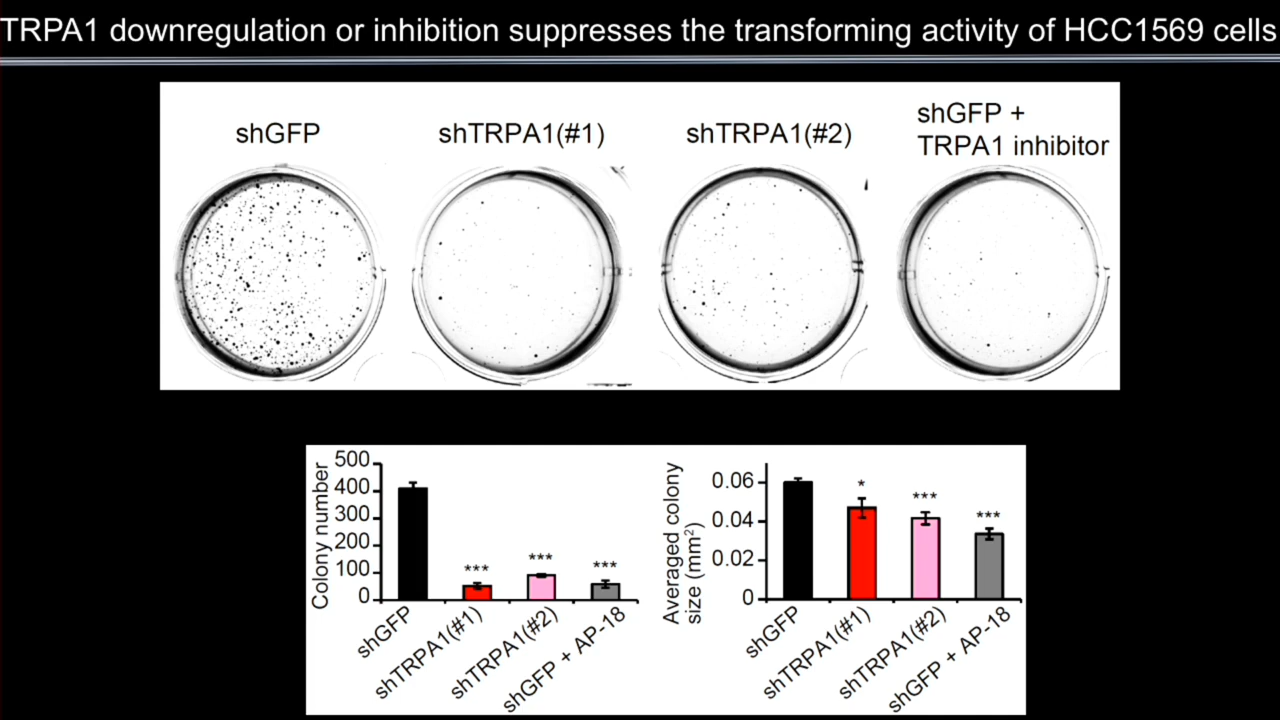 TRPA1 downregulation or inhibition suppresses the transforming activity of HCC1569 cells
shGFP
shTRPA1(#1)
shTRPA1(#2)
shGFP +
TRPA1 inhibitor
Colony number
500
400
300
200
100
0
***
***
***
shGFP
shTRPA1(#1)
shTRPA1(#2)
shGFP + AP-18
Averaged colony
size (mm²)
0.06
0.04
0.02
0
*
***
***
shGFP
shTRPA1(#1)
shTRPA1(#2)
shGFP + AP-18